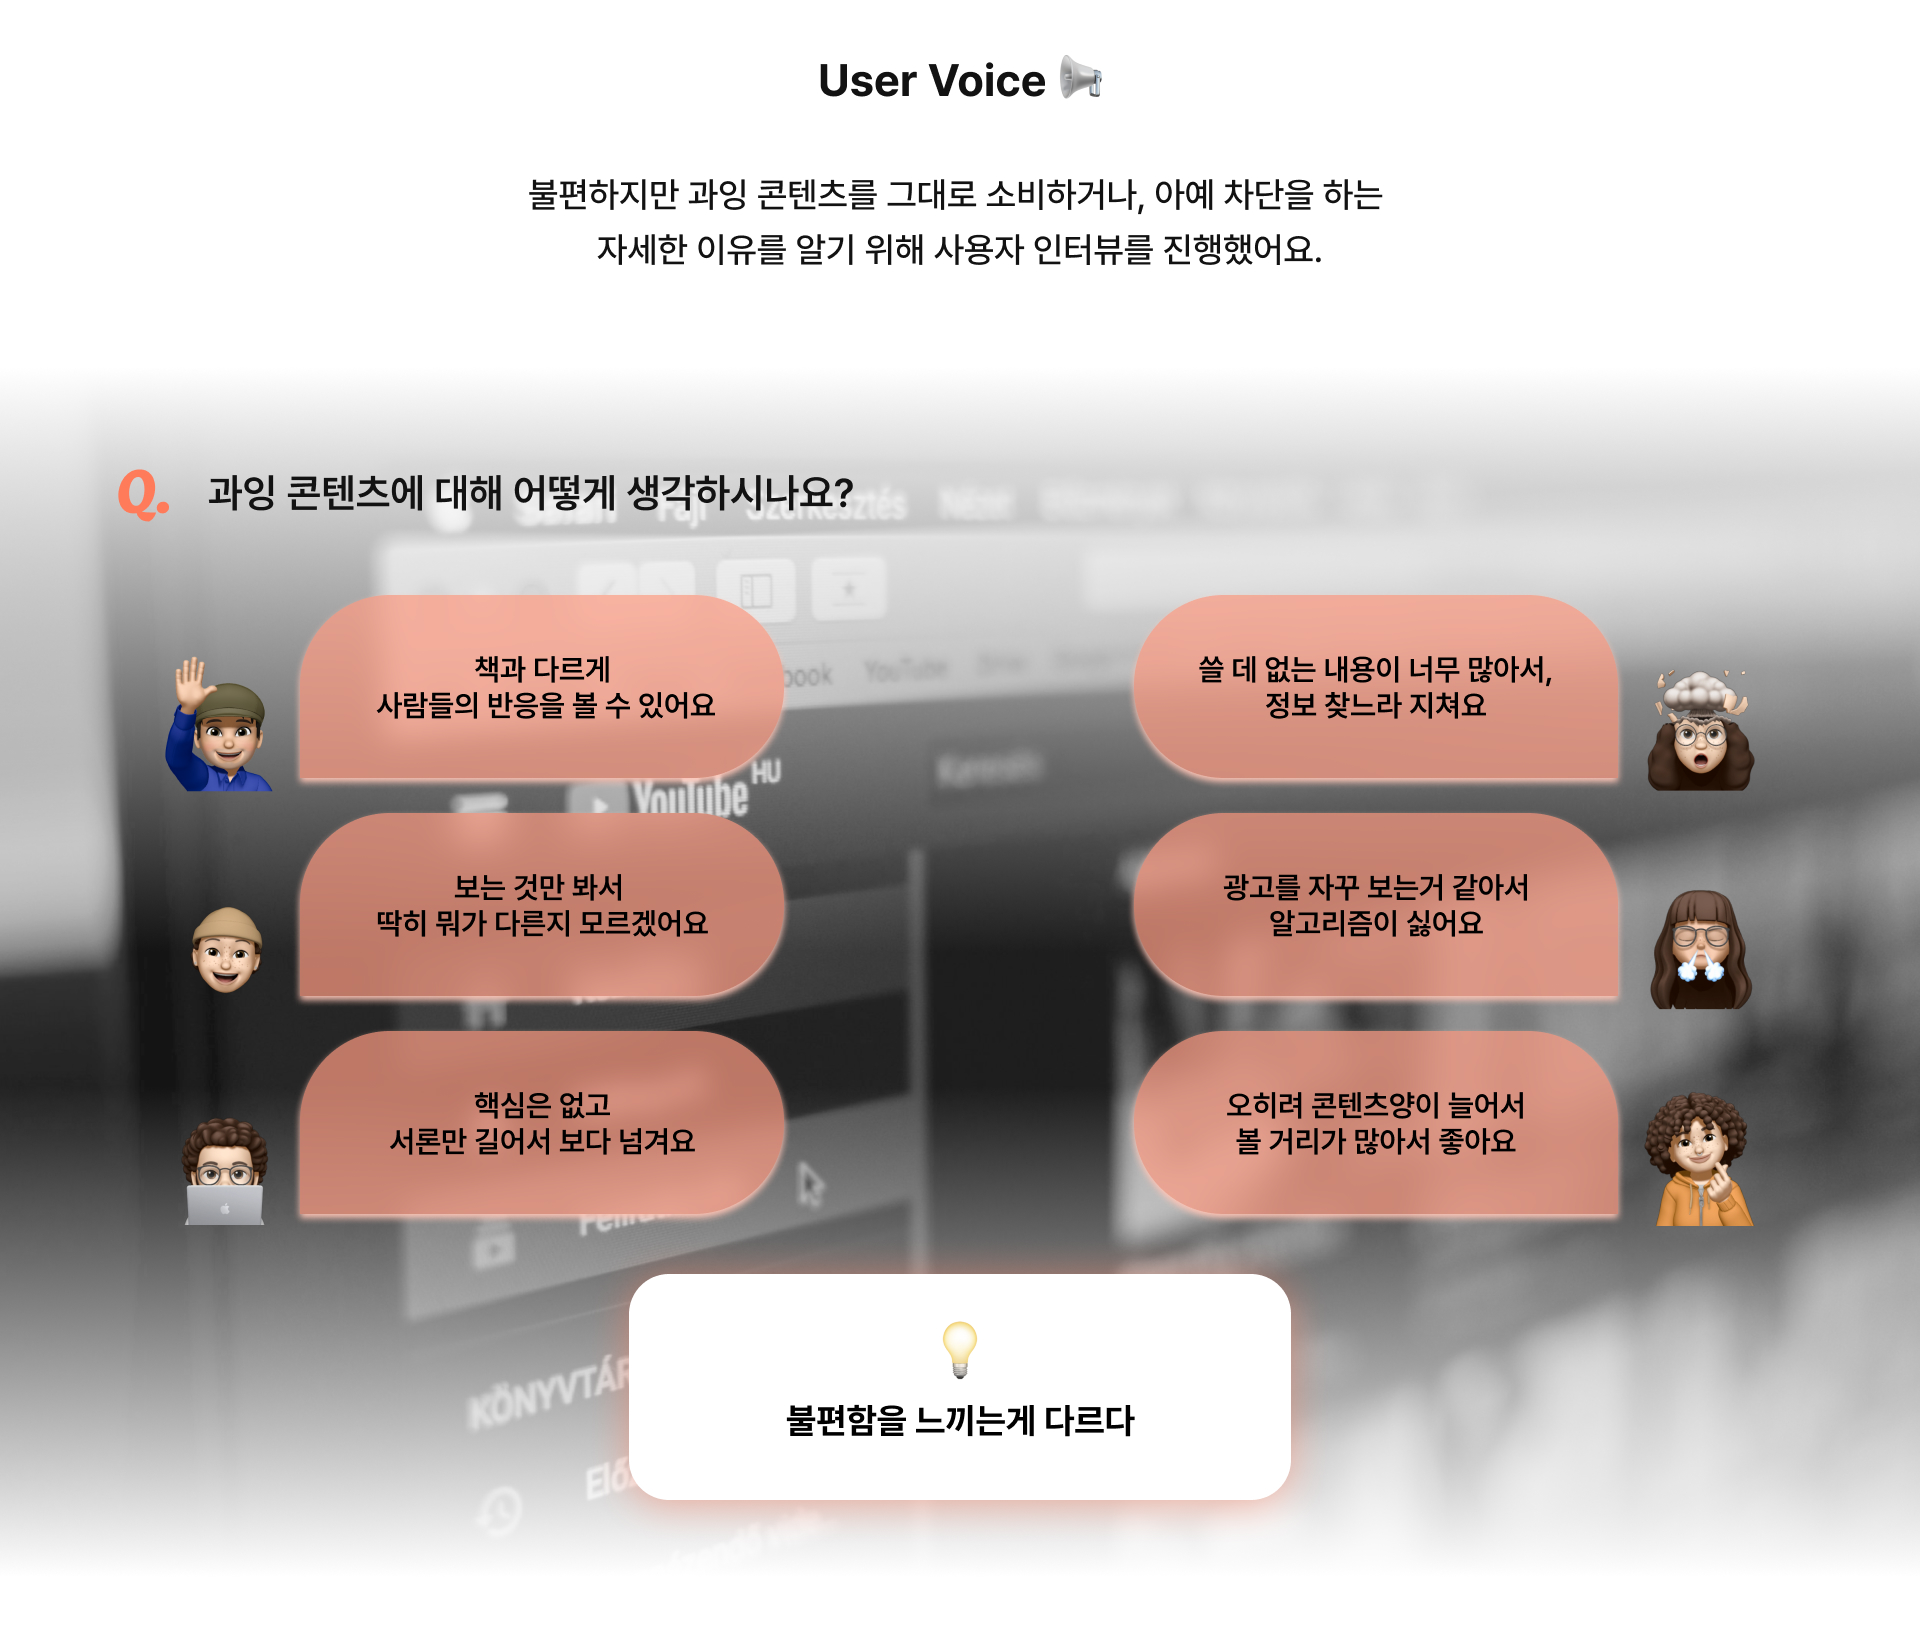 User Voice
불편하지만 과잉 콘텐츠를 그대로 소비하거나, 아예 차단을 하는
자세한 이유를 알기 위해 사용자 인터뷰를 진행했어요.
Q. 과잉 콘텐츠에 대해 어떻게 생각하시나요?
Fájl Szerkesztés Nézet
책과 다르게
사람들의 반응을 볼 수 있어요
쓸 데 없는 내용이 너무 많아서,
정보 찾느라 지쳐요
YouTube
Keresés
YouTube HU
보는 것만 봐서
딱히 뭐가 다른지 모르겠어요
광고를 자꾸 보는거 같아서
알고리즘이 싫어요
핵심은 없고
서론만 길어서 보다 넘겨요
오히려 콘텐츠양이 늘어서
볼 거리가 많아서 좋아요
불편함을 느끼는게 다르다
KÖNYVTÁR